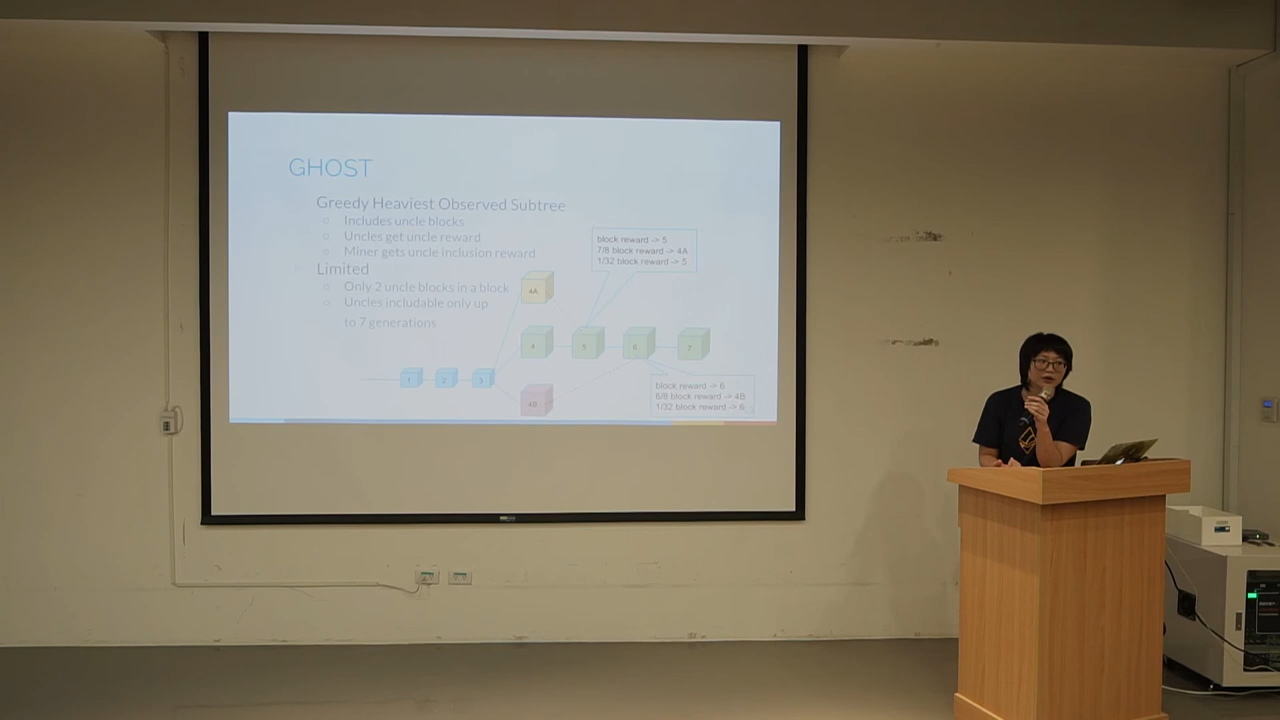 GHOST
Greedy Heaviest Observed Subtree
Includes uncle blocks
Uncles get uncle reward
Miner gets uncle inclusion reward
Limited
Only 2 uncle blocks in a block
Uncles includable only up
to 7 generations
block reward -> 5
7/8 block reward -> 4A
1/32 block reward -> 5
4A
4
5
6
7
1
2
3
4B
block reward -> 6
6/8 block reward -> 4B
1/32 block reward -> 6